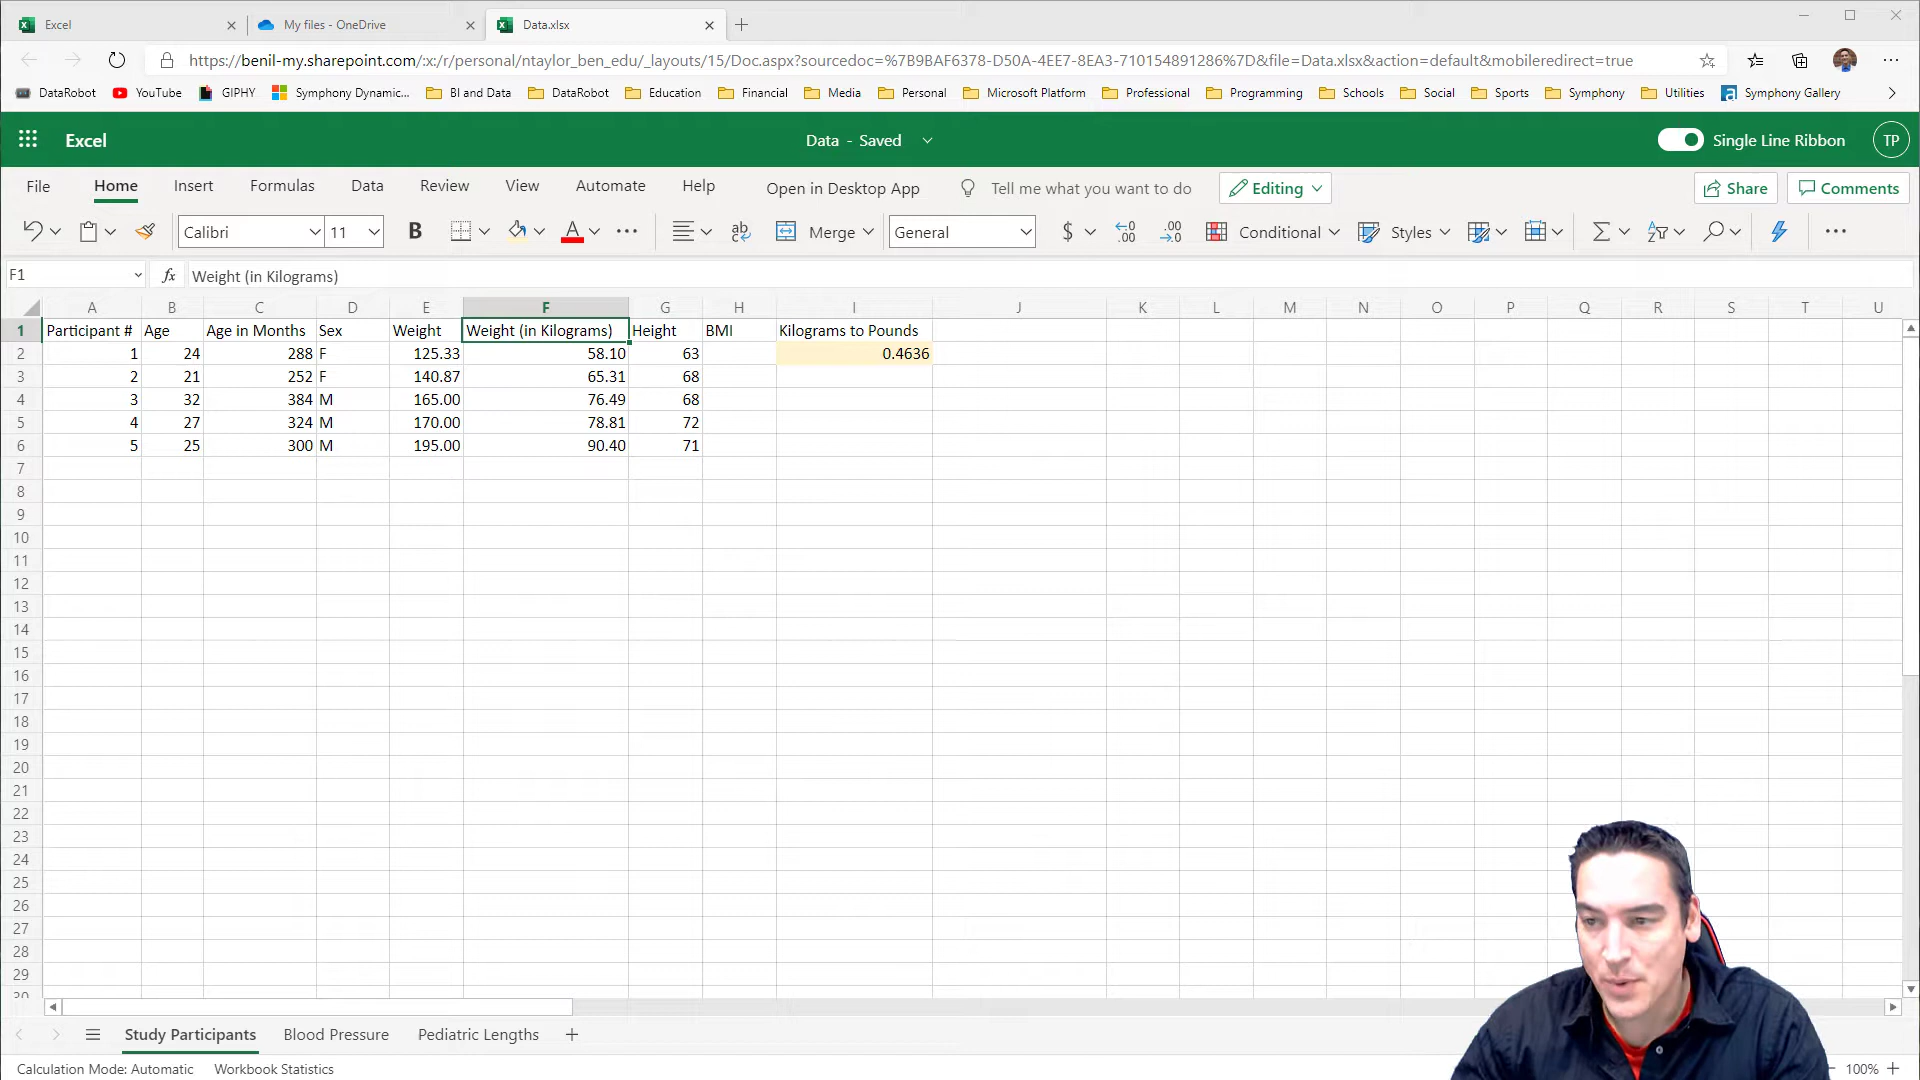 Excel
My files - OneDrive
Data.xlsx
https://benil-my.sharepoint.com/:x:/r/personal/ntaylor_ben_edu/_layouts/15/Doc.aspx?sourcedoc=%7B9BAF6378-D50A-4EE7-8EA3-710154891286%7D&file=Data.xlsx&action=default&mobileredirect=true
DataRobot YouTube GIPHY Symphony Dynamic... BI and Data DataRobot Education Financial Media Personal Microsoft Platform Professional Programming Schools Social Sports Symphony Utilities Symphony Gallery
Excel Data - Saved Single Line Ribbon TP
File Home Insert Formulas Data Review View Automate Help Open in Desktop App Tell me what you want to do Editing Share Comments
Calibri 11 B A ab Merge General $ .00 .00 Conditional Styles
F1 fx Weight (in Kilograms)
A B C D E F G H I J K L M N O P Q R S T U
1 Participant # Age Age in Months Sex Weight Weight (in Kilograms) Height BMI Kilograms to Pounds
2 1 24 288 F 125.33 58.10 63 0.4636
3 2 21 252 F 140.87 65.31 68
4 3 32 384 M 165.00 76.49 68
5 4 27 324 M 170.00 78.81 72
6 5 25 300 M 195.00 90.40 71
7
8
9
10
11
12
13
14
15
16
17
18
19
20
21
22
23
24
25
26
27
28
29
30
Study Participants Blood Pressure Pediatric Lengths
Calculation Mode: Automatic Workbook Statistics 100%